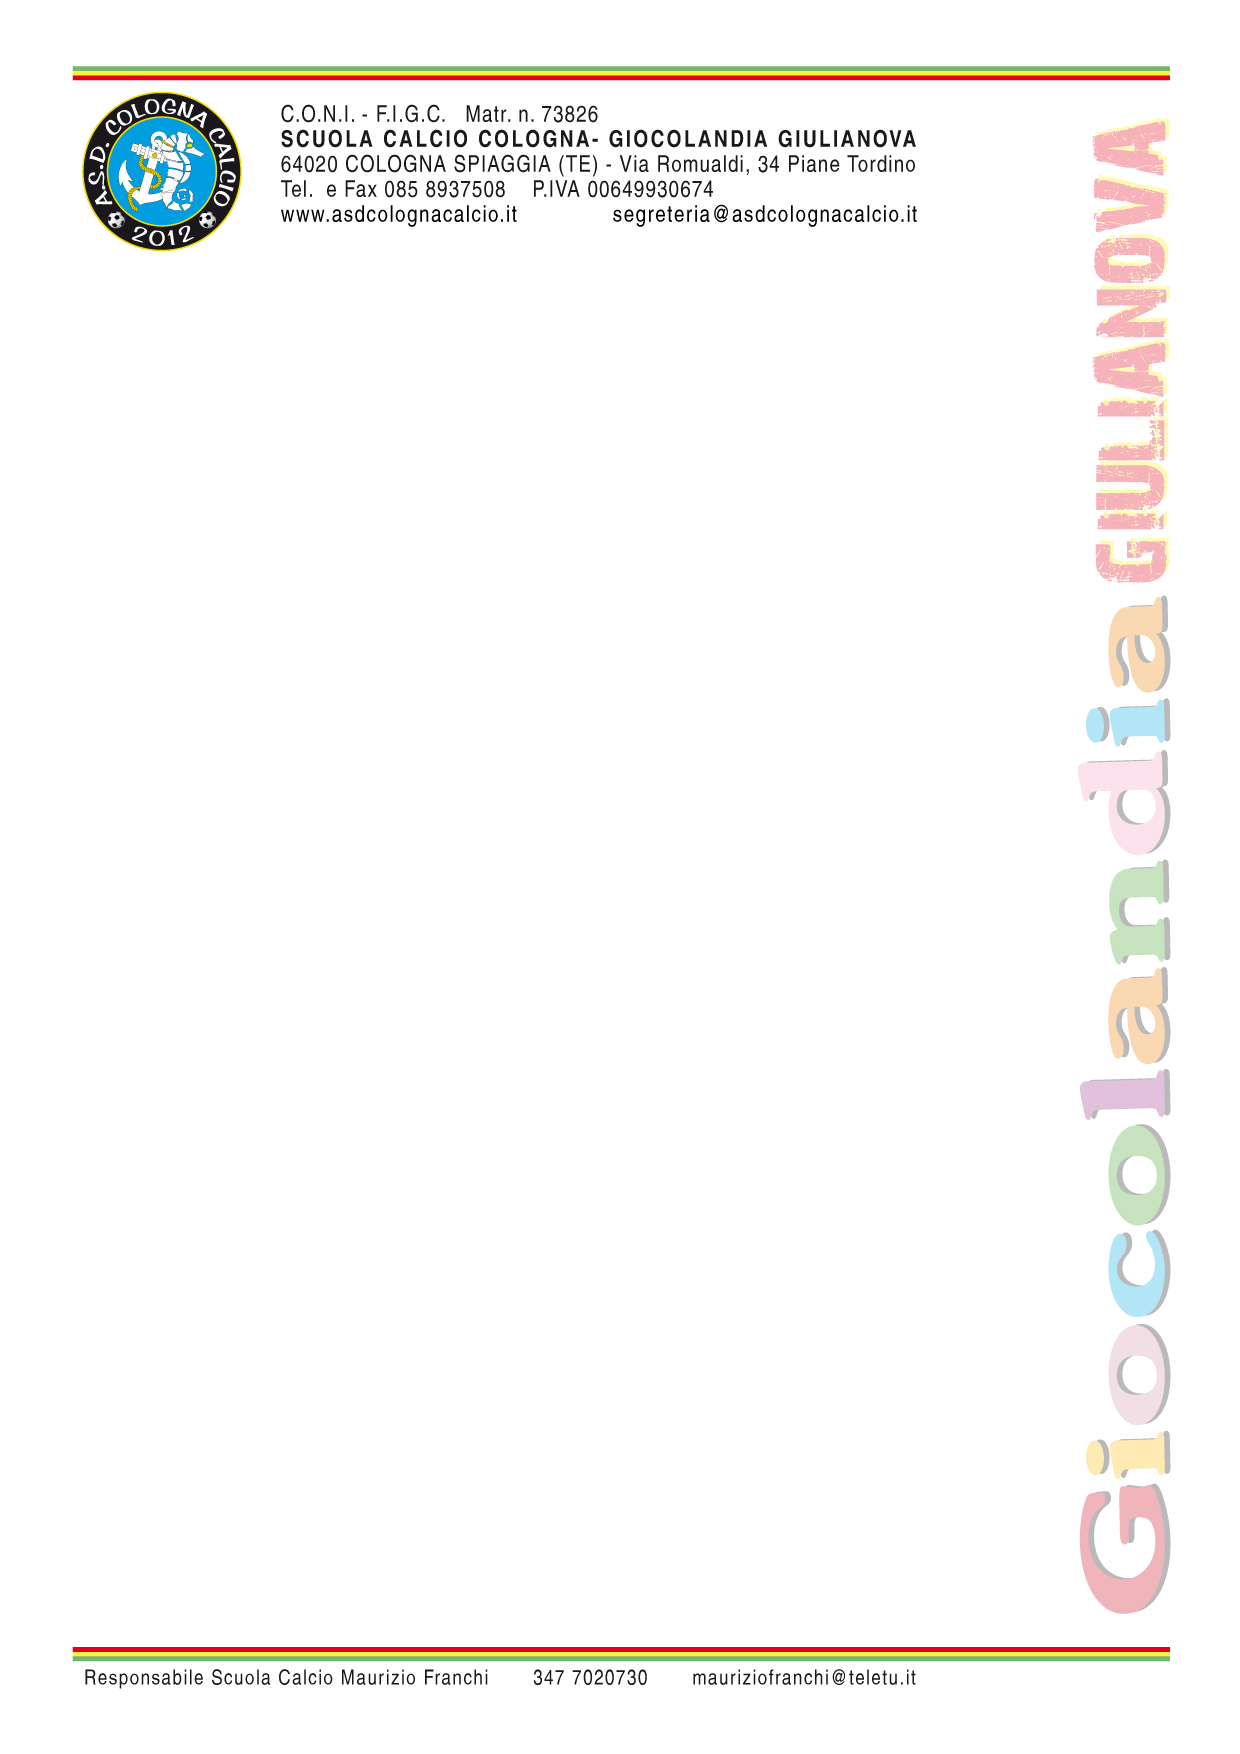 A.S.D. COLOGNA CALCIO
2012
C.O.N.I. - F.I.G.C. Matr. n. 73826
SCUOLA CALCIO COLOGNA- GIOCOLANDIA GIULIANOVA
64020 COLOGNA SPIAGGIA (TE) - Via Romualdi, 34 Piane Tordino
Tel. e Fax 085 8937508 P.IVA 00649930674
www.asdcolognacalcio.it segreteria@asdcolognacalcio.it
Giocolandia GIULIANOVA
Responsabile Scuola Calcio Maurizio Franchi 347 7020730 mauriziofranchi@teletu.it